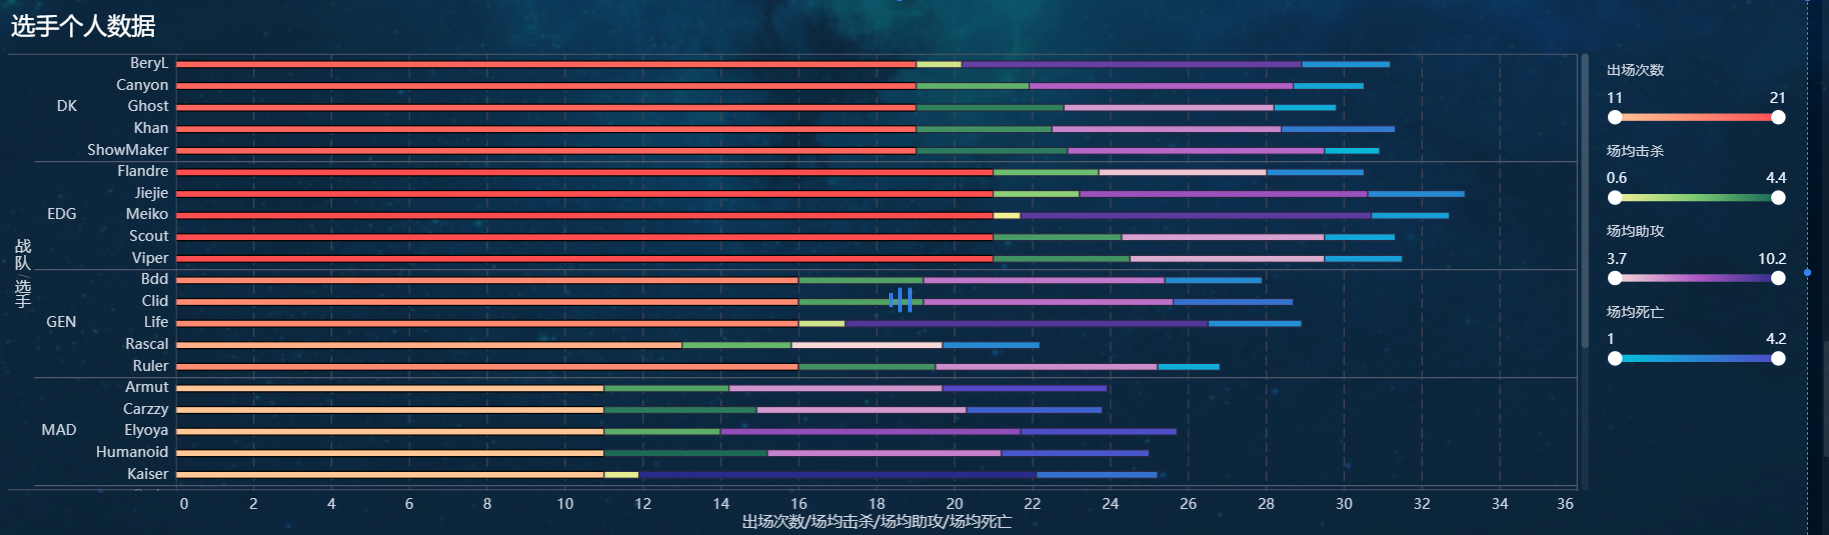 选手个人数据
战队/选手
DK
BeryL
Canyon
Ghost
Khan
ShowMaker
EDG
Flandre
Jiejie
Meiko
Scout
Viper
GEN
Bdd
Clid
Life
Rascal
Ruler
MAD
Armut
Carzzy
Elyoya
Humanoid
Kaiser
0 2 4 6 8 10 12 14 16 18 20 22 24 26 28 30 32 34 36
出场次数/场均击杀/场均助攻/场均死亡
出场次数
11 21
场均击杀
0.6 4.4
场均助攻
3.7 10.2
场均死亡
1 4.2